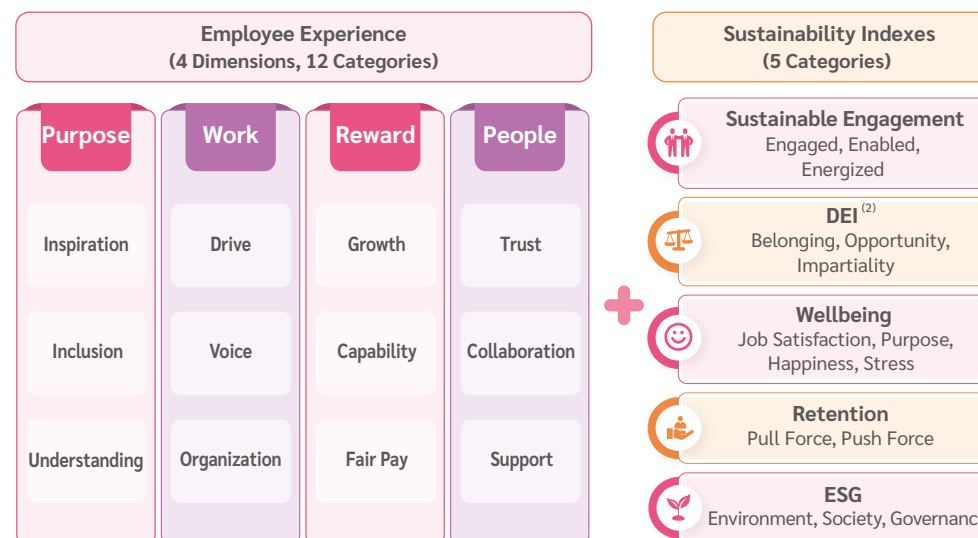 Employee Experience
(4 Dimensions, 12 Categories)
Purpose
Inspiration
Inclusion
Understanding
Work
Drive
Voice
Organization
Reward
Growth
Capability
Fair Pay
People
Trust
Collaboration
Support
Sustainability Indexes
(5 Categories)
Sustainable Engagement
Engaged, Enabled,
Energized
DEI (2)
Belonging, Opportunity,
Impartiality
Wellbeing
Job Satisfaction, Purpose,
Happiness, Stress
Retention
Pull Force, Push Force
ESG
Environment, Society, Governanc